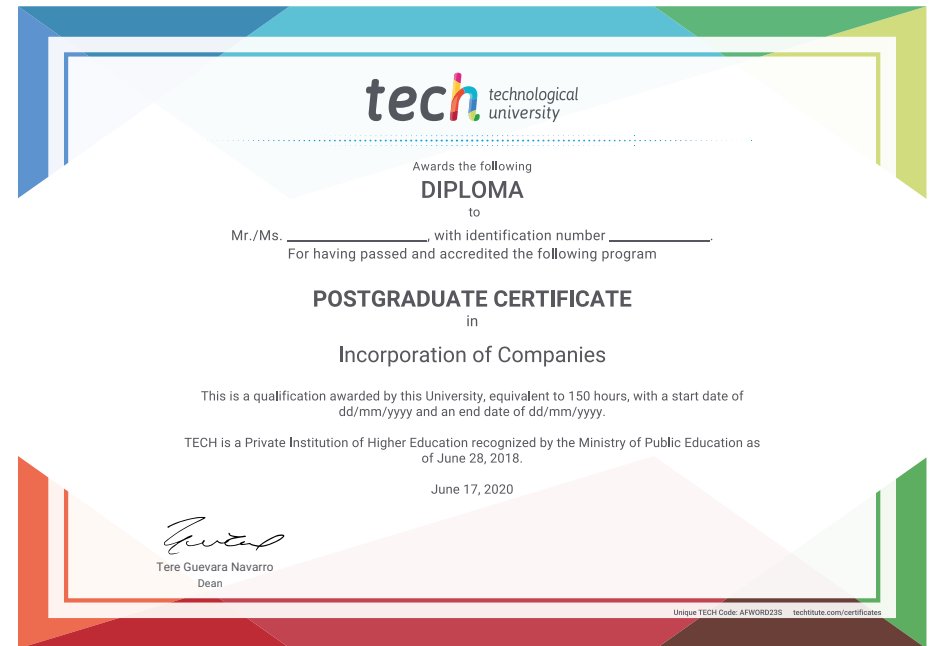 tech technological
university
Awards the following
DIPLOMA
to
Mr./Ms. ____________________, with identification number ______________.
For having passed and accredited the following program
POSTGRADUATE CERTIFICATE
in
Incorporation of Companies
This is a qualification awarded by this University, equivalent to 150 hours, with a start date of
dd/mm/yyyy and an end date of dd/mm/yyyy.
TECH is a Private Institution of Higher Education recognized by the Ministry of Public Education as
of June 28, 2018.
June 17, 2020
Tere Guevara Navarro
Dean
Unique TECH Code: AFWORD23S techtitute.com/certificates